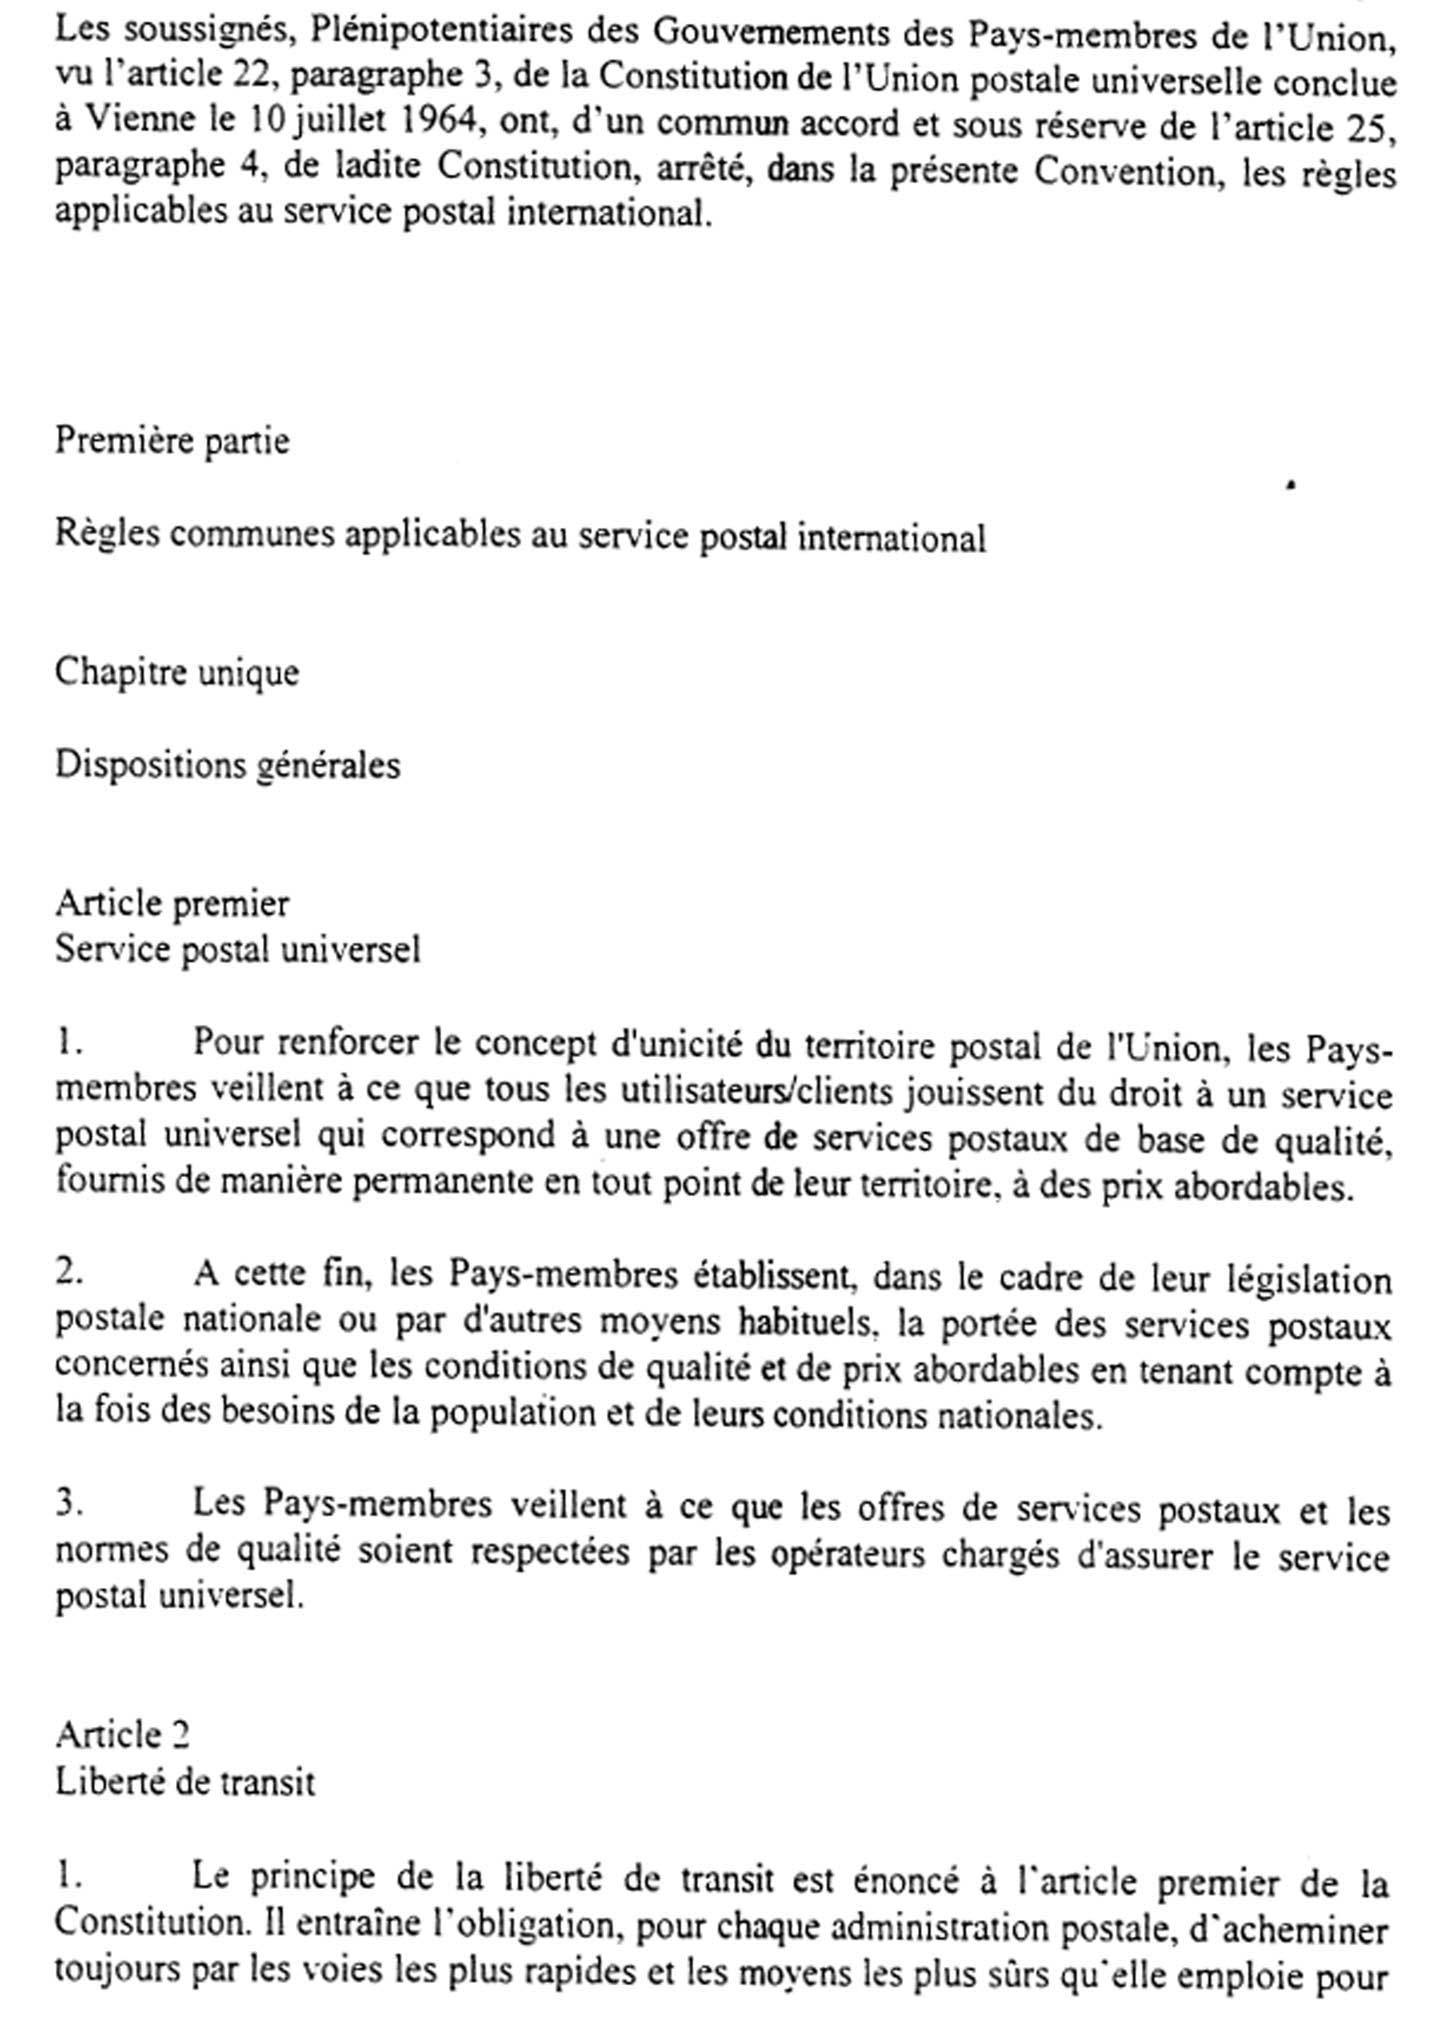 Les soussignés, Plénipotentiaires des Gouvernements des Pays-membres de l’Union,
vu l’article 22, paragraphe 3, de la Constitution de l’Union postale universelle conclue
à Vienne le 10 juillet 1964, ont, d’un commun accord et sous réserve de l’article 25,
paragraphe 4, de ladite Constitution, arrêté, dans la présente Convention, les règles
applicables au service postal international.
Première partie
Règles communes applicables au service postal international
Chapitre unique
Dispositions générales
Article premier
Service postal universel
1. Pour renforcer le concept d'unicité du territoire postal de l'Union, les Pays-
membres veillent à ce que tous les utilisateurs/clients jouissent du droit à un service
postal universel qui correspond à une offre de services postaux de base de qualité,
fournis de manière permanente en tout point de leur territoire, à des prix abordables.
2. A cette fin, les Pays-membres établissent, dans le cadre de leur législation
postale nationale ou par d'autres moyens habituels, la portée des services postaux
concernés ainsi que les conditions de qualité et de prix abordables en tenant compte à
la fois des besoins de la population et de leurs conditions nationales.
3. Les Pays-membres veillent à ce que les offres de services postaux et les
normes de qualité soient respectées par les opérateurs chargés d'assurer le service
postal universel.
Article 2
Liberté de transit
1. Le principe de la liberté de transit est énoncé à l’article premier de la
Constitution. Il entraîne l’obligation, pour chaque administration postale, d’acheminer
toujours par les voies les plus rapides et les moyens les plus sûrs qu’elle emploie pour